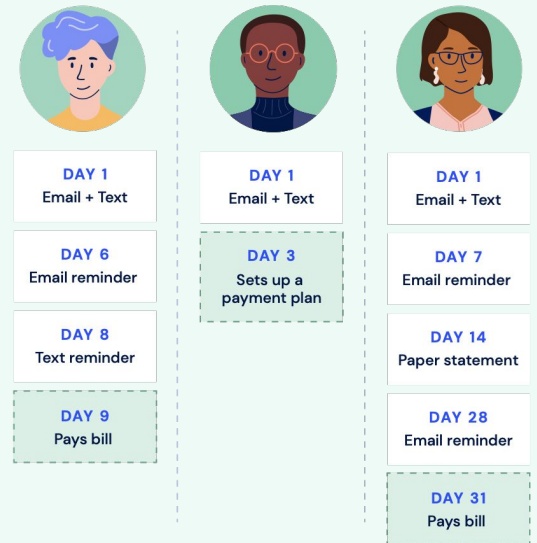 DAY 1
Email + Text
DAY 6
Email reminder
DAY 8
Text reminder
DAY 9
Pays bill
DAY 1
Email + Text
DAY 3
Sets up a
payment plan
DAY 1
Email + Text
DAY 7
Email reminder
DAY 14
Paper statement
DAY 28
Email reminder
DAY 31
Pays bill